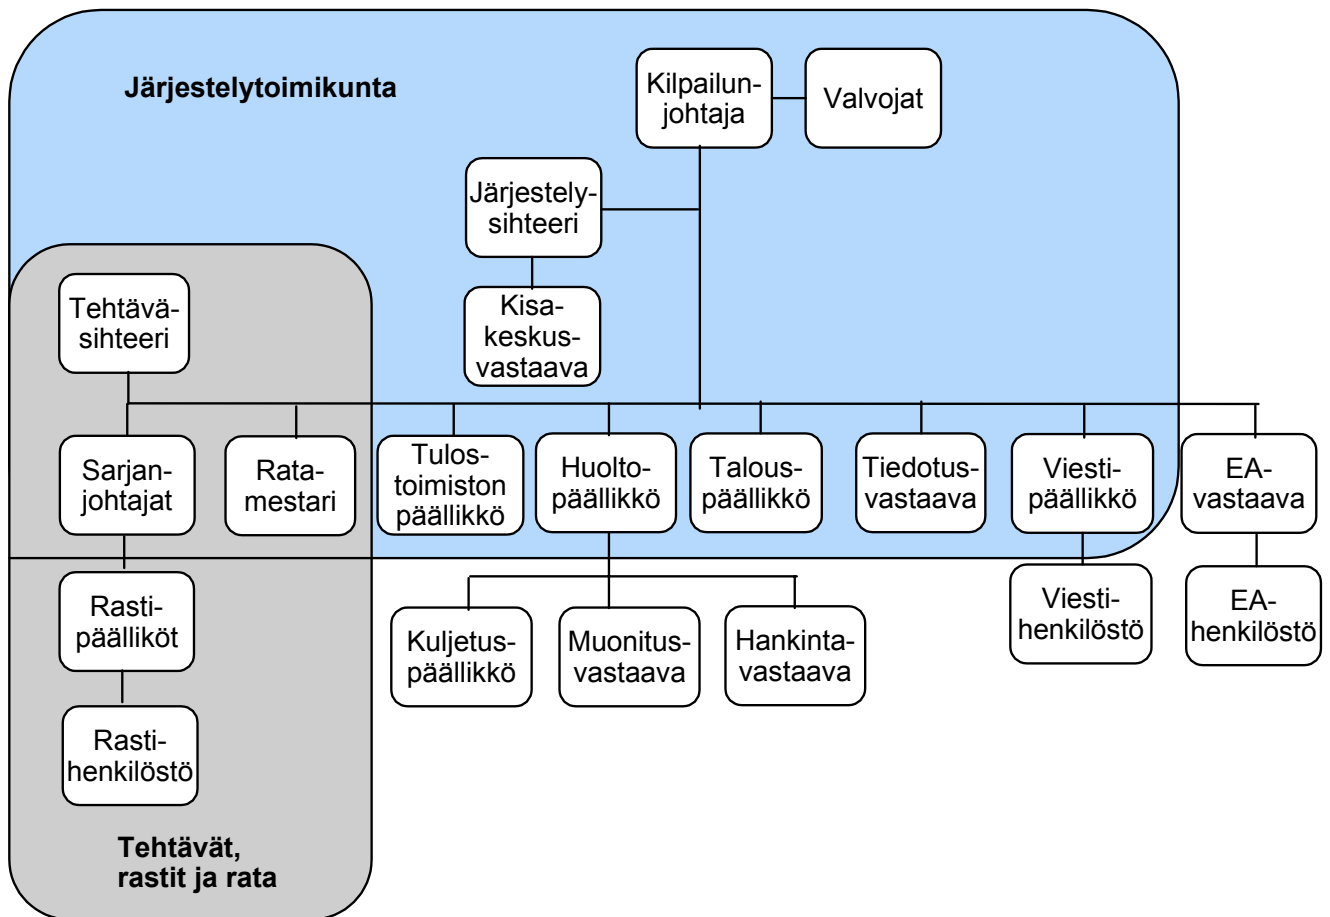 Järjestelytoimikunta
Kilpailun-
johtaja
Valvojat
Järjestely-
sihteeri
Kisa-
keskus-
vastaava
Tehtävä-
sihteeri
Sarjan-
johtajat
Rata-
mestari
Tulos-
toimiston
päällikkö
Huolto-
päällikkö
Talous-
päällikkö
Tiedotus-
vastaava
Viesti-
päällikkö
EA-
vastaava
Rasti-
päälliköt
Kuljetus-
päällikkö
Muonitus-
vastaava
Hankinta-
vastaava
Viesti-
henkilöstö
EA-
henkilöstö
Rasti-
henkilöstö
Tehtävät,
rastit ja rata